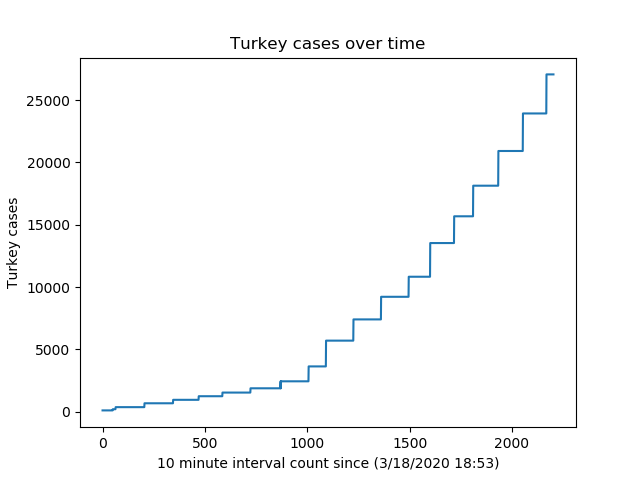 Turkey cases over time
Turkey cases
25000
20000
15000
10000
5000
0
0 500 1000 1500 2000
10 minute interval count since (3/18/2020 18:53)